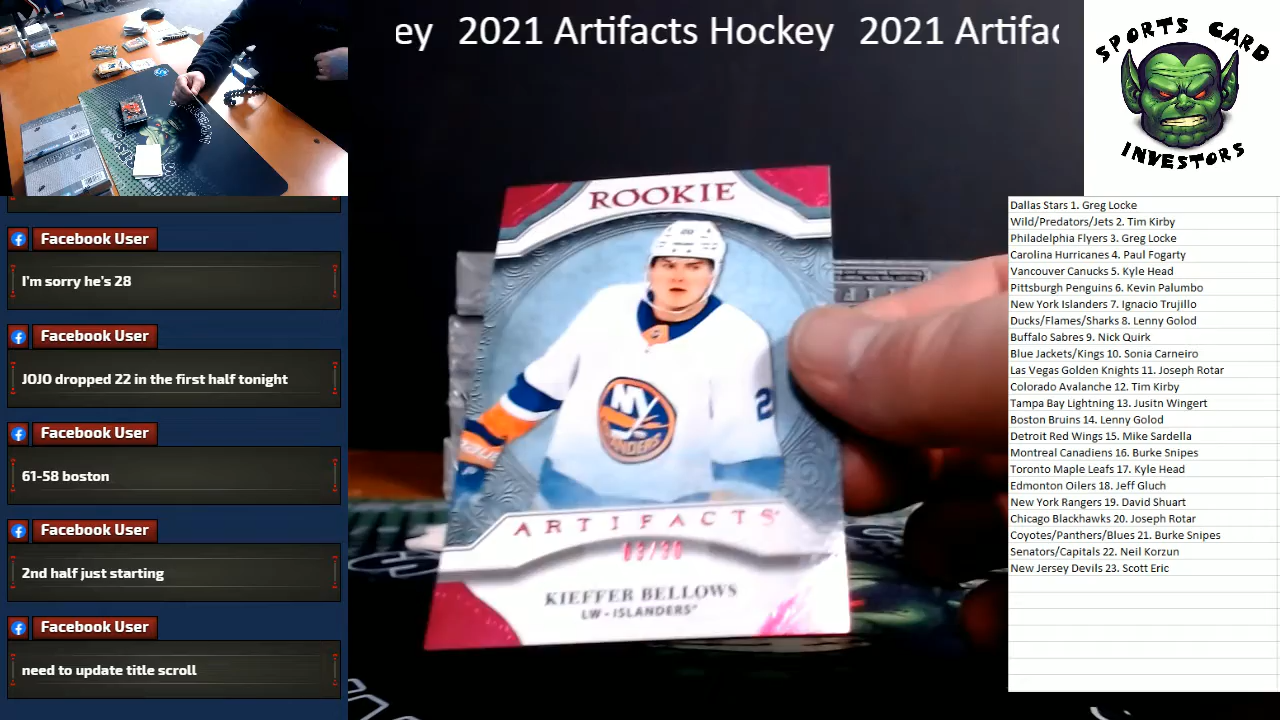 ey 2021 Artifacts Hockey 2021 Artifac
SPORTS CARD
INVESTORS
Facebook User
I'm sorry he's 28
Facebook User
JOJO dropped 22 in the first half tonight
Facebook User
61-58 boston
Facebook User
2nd half just starting
Facebook User
need to update title scroll
ROOKIE
20
NY
ISLANDERS
ARTIFACTS
03/30
KIEFFER BELLOWS
LW - ISLANDERS
Dallas Stars 1. Greg Locke
Wild/Predators/Jets 2. Tim Kirby
Philadelphia Flyers 3. Greg Locke
Carolina Hurricanes 4. Paul Fogarty
Vancouver Canucks 5. Kyle Head
Pittsburgh Penguins 6. Kevin Palumbo
New York Islanders 7. Ignacio Trujillo
Ducks/Flames/Sharks 8. Lenny Golod
Buffalo Sabres 9. Nick Quirk
Blue Jackets/Kings 10. Sonia Carneiro
Las Vegas Golden Knights 11. Joseph Rotar
Colorado Avalanche 12. Tim Kirby
Tampa Bay Lightning 13. Jusitn Wingert
Boston Bruins 14. Lenny Golod
Detroit Red Wings 15. Mike Sardella
Montreal Canadiens 16. Burke Snipes
Toronto Maple Leafs 17. Kyle Head
Edmonton Oilers 18. Jeff Gluch
New York Rangers 19. David Shuart
Chicago Blackhawks 20. Joseph Rotar
Coyotes/Panthers/Blues 21. Burke Snipes
Senators/Capitals 22. Neil Korzun
New Jersey Devils 23. Scott Eric